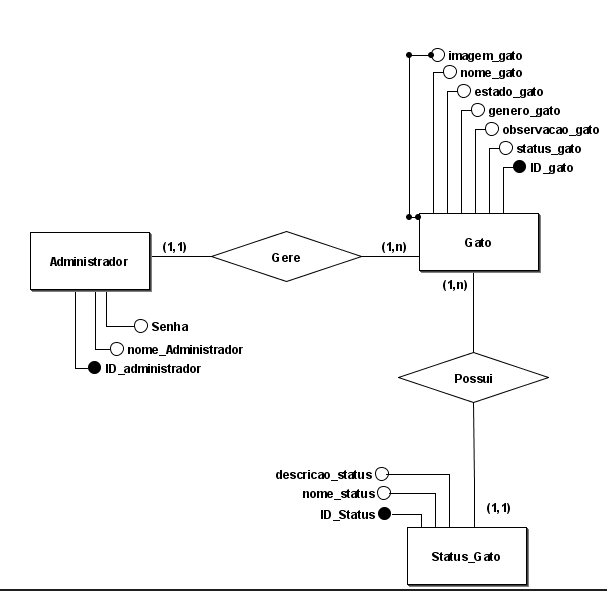 imagem_gato
nome_gato
estado_gato
genero_gato
observacao_gato
status_gato
ID_gato
(1,1)
Gere
(1,n)
Gato
Administrador
(1,n)
Senha
nome_Administrador
ID_administrador
Possui
descricao_status
nome_status
ID_Status
(1,1)
Status_Gato